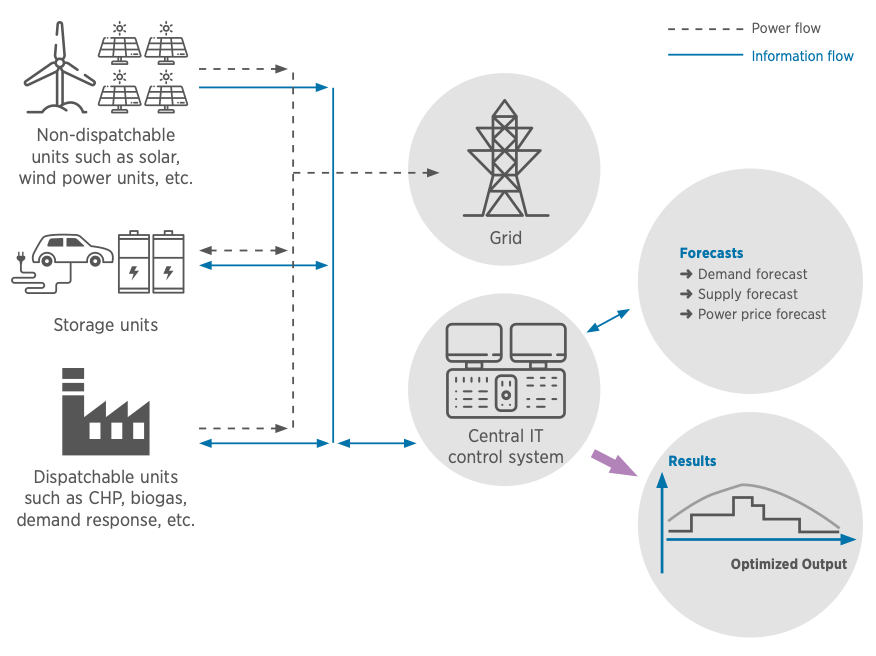 Power flow
Information flow
Non-dispatchable
units such as solar,
wind power units, etc.
Grid
Forecasts
➜ Demand forecast
➜ Supply forecast
➜ Power price forecast
Storage units
Central IT
control system
Dispatchable units
such as CHP, biogas,
demand response, etc.
Results
Optimized Output